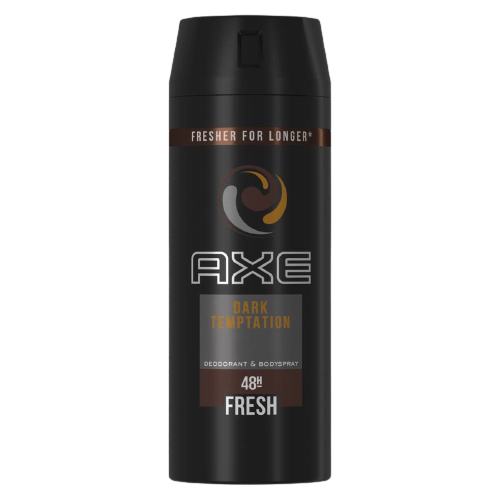 FRESHER FOR LONGER*
AXE
DARK
TEMPTATION
DEODORANT & BODYSPRAY
48H
FRESH